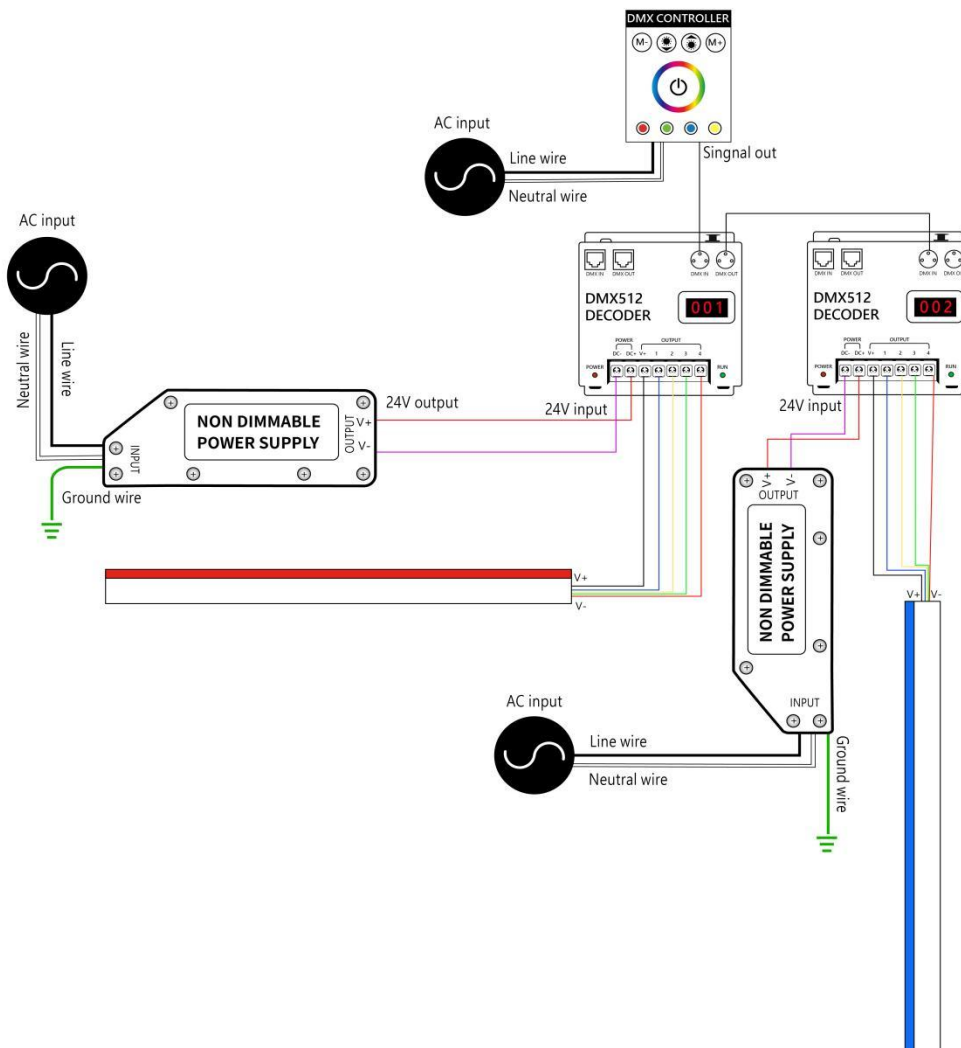 DMX CONTROLLER
M-
M+
AC input
Line wire
Neutral wire
Singnal out
AC input
Neutral wire
Line wire
DMX IN
DMX OUT
DMX IN
DMX OUT
DMX512
DECODER
001
POWER
OUTPUT
DC- DC+ V+ 1 2 3 4
POWER
RUN
DMX IN
DMX OUT
DMX IN
DMX OU
DMX512
DECODER
002
POWER
OUTPUT
DC- DC+ V+ 1 2 3 4
POWER
RUN
24V output
24V input
24V input
NON DIMMABLE
POWER SUPPLY
INPUT
OUTPUT
V+
V-
Ground wire
V+
V-
V+
V-
OUTPUT
NON DIMMABLE
POWER SUPPLY
INPUT
V+
V-
AC input
Line wire
Neutral wire
Ground wire